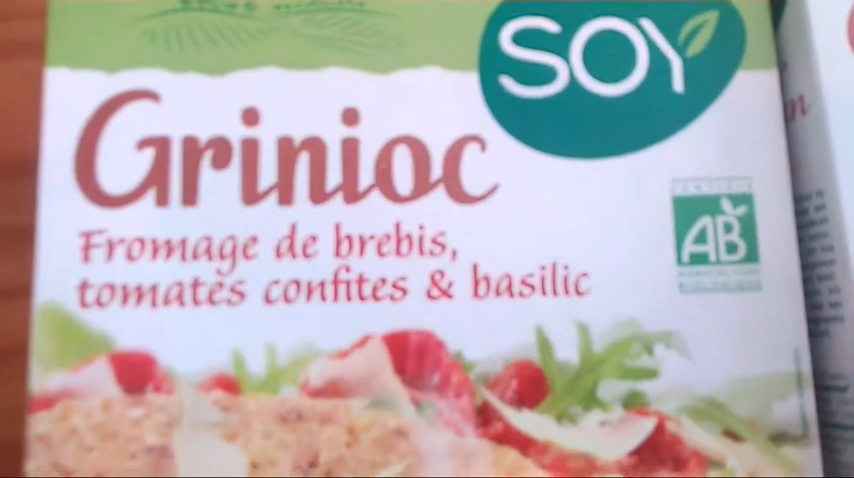 SOY
Grinioc
Fromage de brebis,
tomates confites & basilic
AB